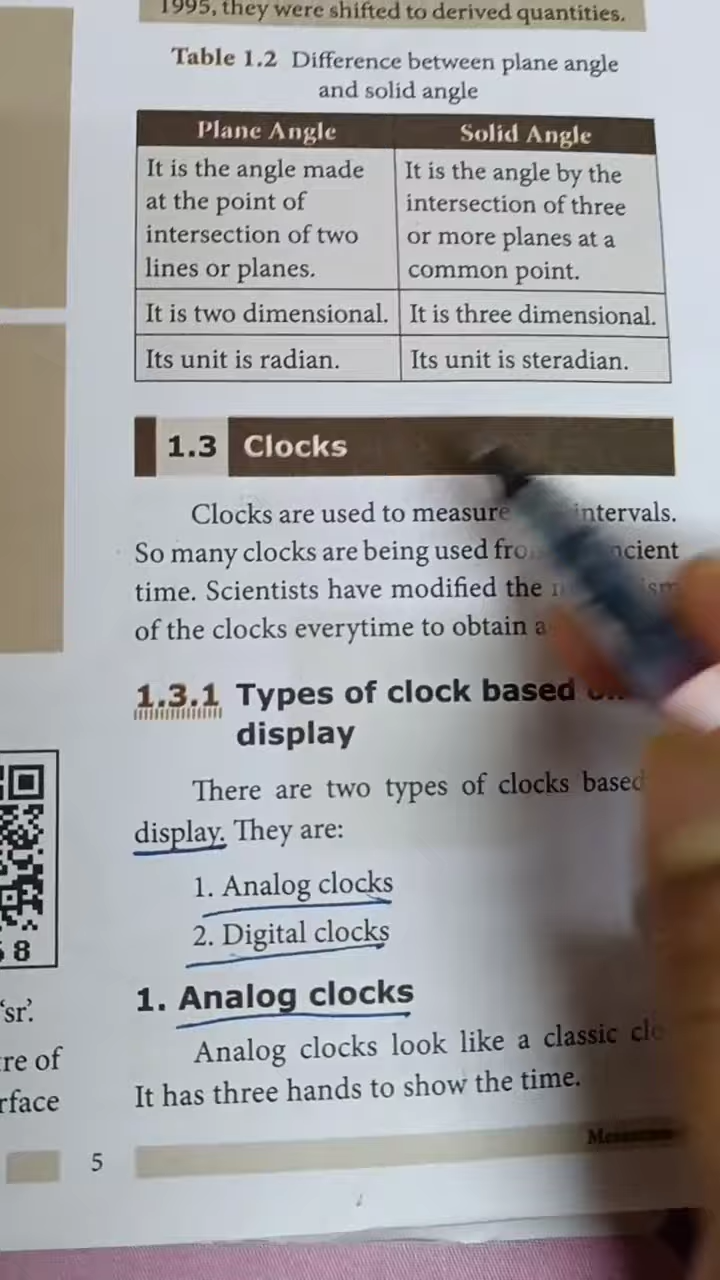 1995, they were shifted to derived quantities.
Table 1.2 Difference between plane angle
and solid angle
Plane Angle
Solid Angle
It is the angle made
at the point of
intersection of two
lines or planes.
It is the angle by the
intersection of three
or more planes at a
common point.
It is two dimensional.
It is three dimensional.
Its unit is radian.
Its unit is steradian.
1.3 Clocks
Clocks are used to measure intervals.
So many clocks are being used
time. Scientists have modified the
of the clocks everytime to obtain
1.3.1 Types of clock based
display
There are two types of clocks based
display. They are:
1. Analog clocks
2. Digital clocks
1. Analog clocks
Analog clocks look like a classic
It has three hands to show the time.
8
'sr'.
of
5